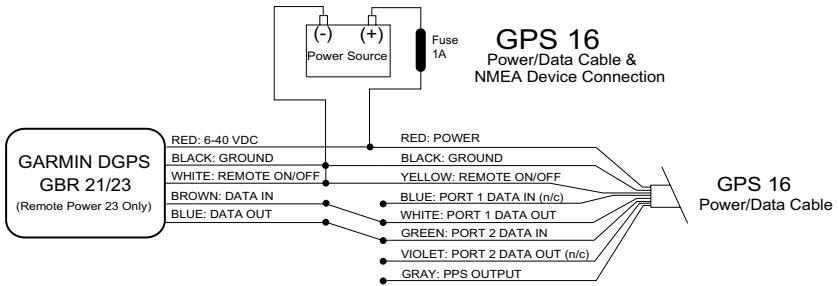 (-) (+)
Power Source
Fuse
1A
GPS 16
Power/Data Cable &
NMEA Device Connection
GARMIN DGPS
GBR 21/23
(Remote Power 23 Only)
RED: 6-40 VDC
BLACK: GROUND
WHITE: REMOTE ON/OFF
BROWN: DATA IN
BLUE: DATA OUT
RED: POWER
BLACK: GROUND
YELLOW: REMOTE ON/OFF
BLUE: PORT 1 DATA IN (n/c)
WHITE: PORT 1 DATA OUT
GREEN: PORT 2 DATA IN
VIOLET: PORT 2 DATA OUT (n/c)
GRAY: PPS OUTPUT
GPS 16
Power/Data Cable